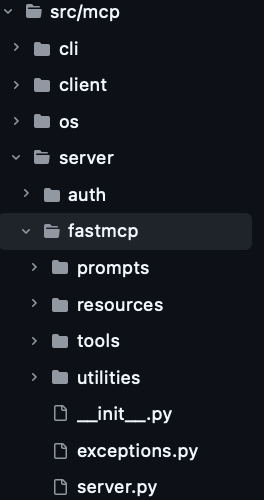 src/mcp
cli
client
os
server
auth
fastmcp
prompts
resources
tools
utilities
__init__.py
exceptions.py
server.py